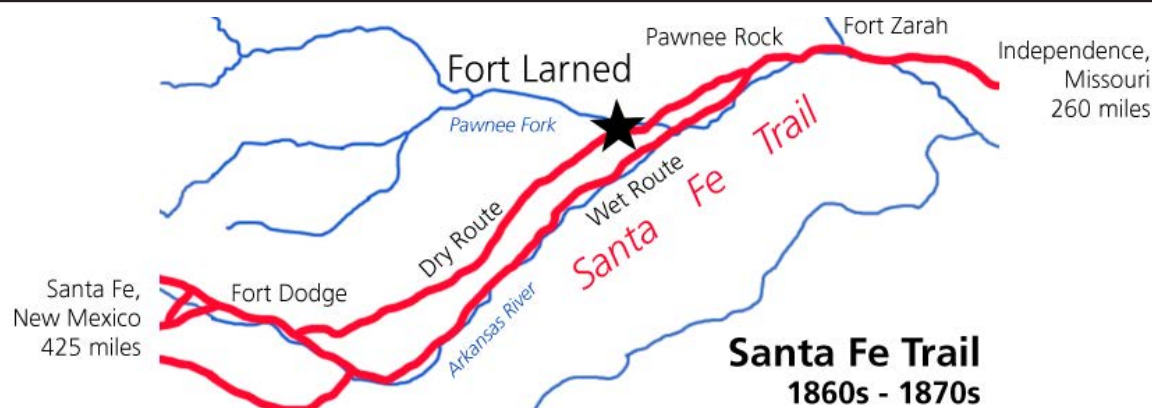 Fort Zarah
Pawnee Rock
Independence,
Missouri
260 miles
Fort Larned
Pawnee Fork
Santa Fe Trail
Wet Route
Dry Route
Santa Fe,
New Mexico
425 miles
Fort Dodge
Arkansas River
Santa Fe Trail
1860s - 1870s